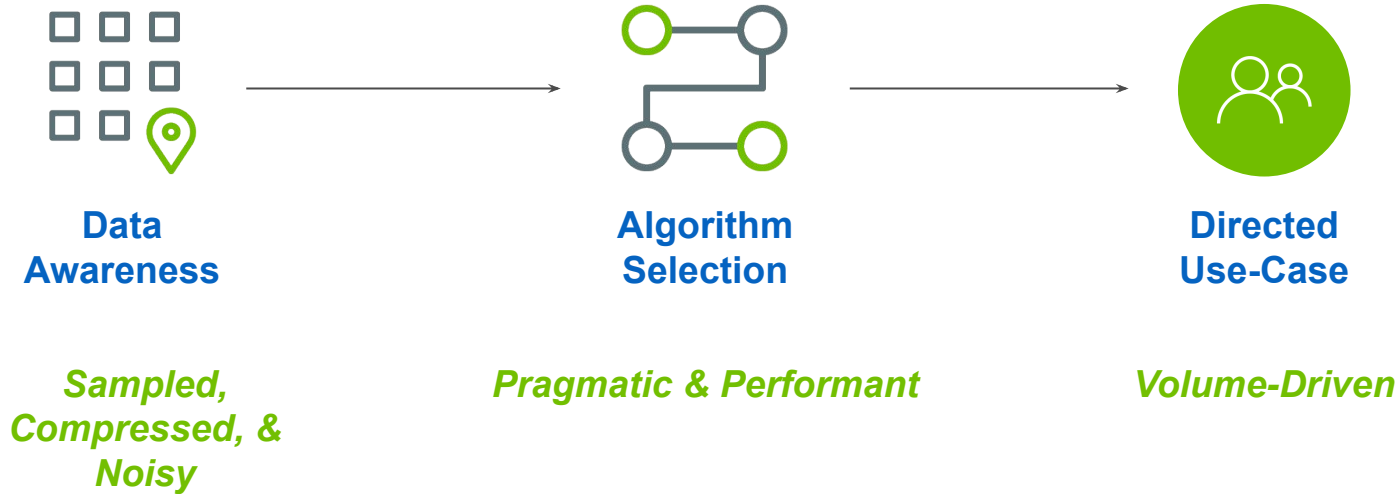 Data
Awareness
Algorithm
Selection
Directed
Use-Case
Sampled,
Compressed, &
Noisy
Pragmatic & Performant
Volume-Driven